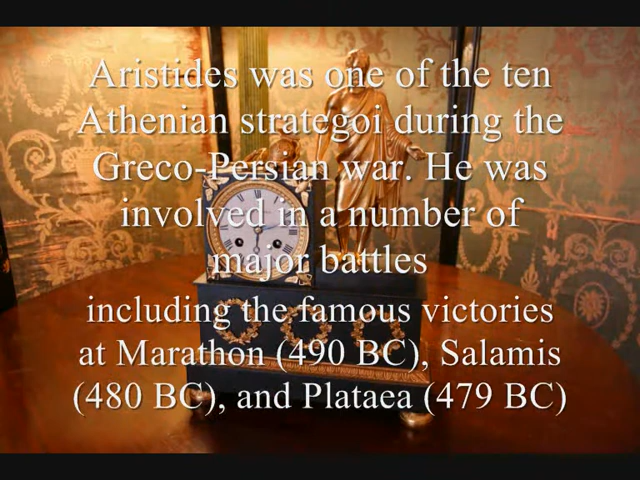 Aristides was one of the ten
Athenian strategoi during the
Greco-Persian war. He was
involved in a number of
major battles
including the famous victories
at Marathon (490 BC), Salamis
(480 BC), and Plataea (479 BC)